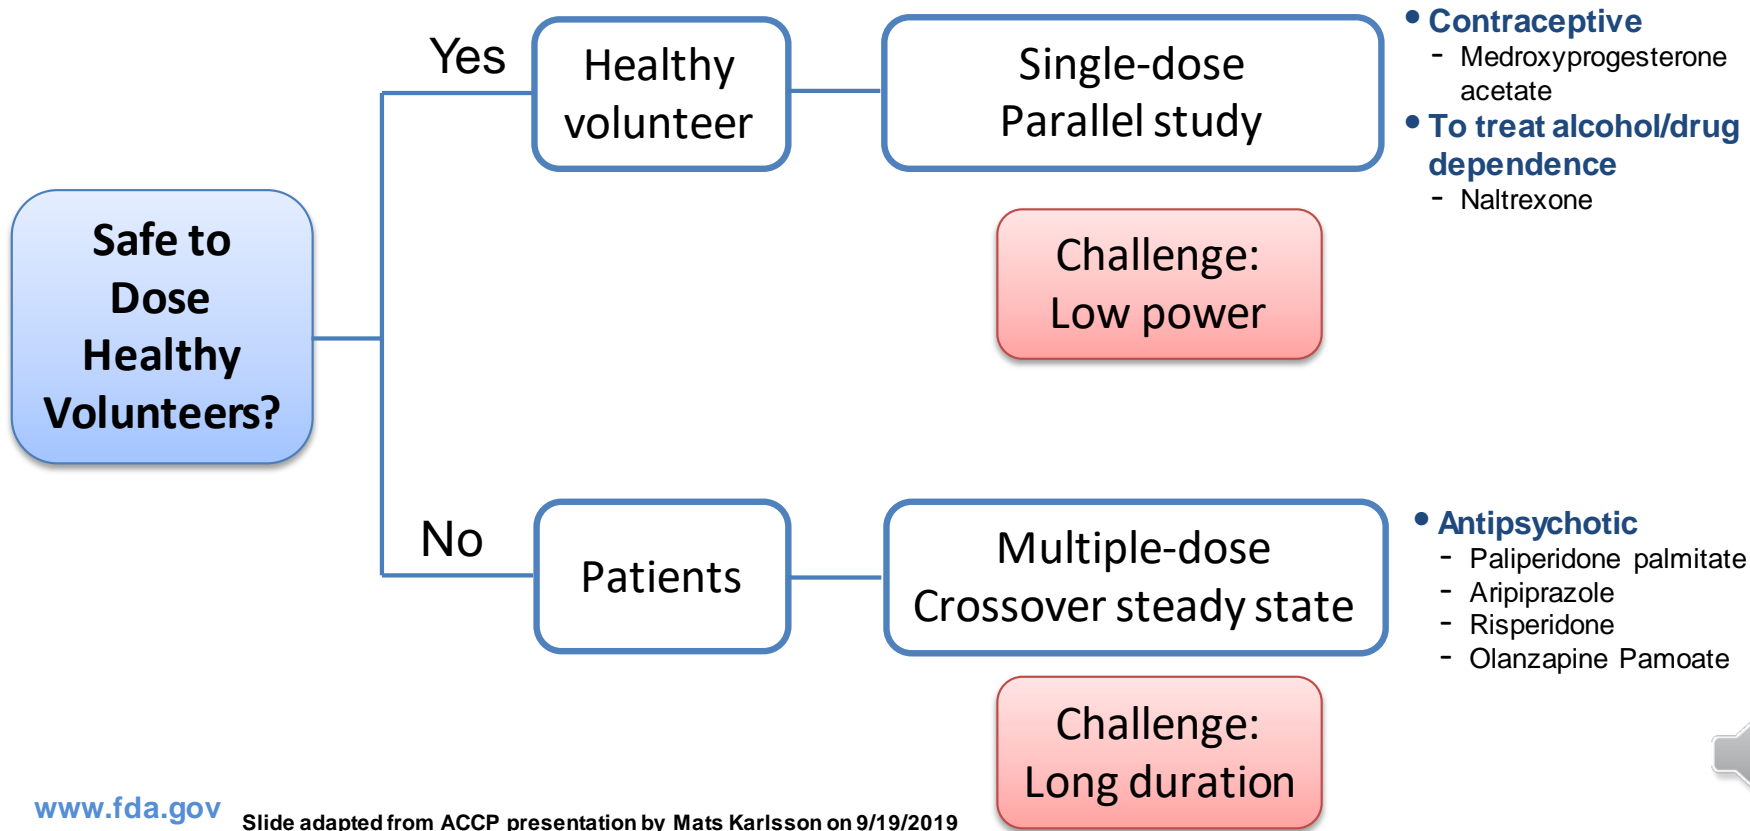 Safe to
Dose
Healthy
Volunteers?
Yes
Healthy
volunteer
Single-dose
Parallel study
• Contraceptive
- Medroxyprogesterone
acetate
• To treat alcohol/drug
dependence
- Naltrexone
Challenge:
Low power
No
Patients
Multiple-dose
Crossover steady state
• Antipsychotic
- Paliperidone palmitate
- Aripiprazole
- Risperidone
- Olanzapine Pamoate
Challenge:
Long duration
www.fda.gov
Slide adapted from ACCP presentation by Mats Karlsson on 9/19/2019